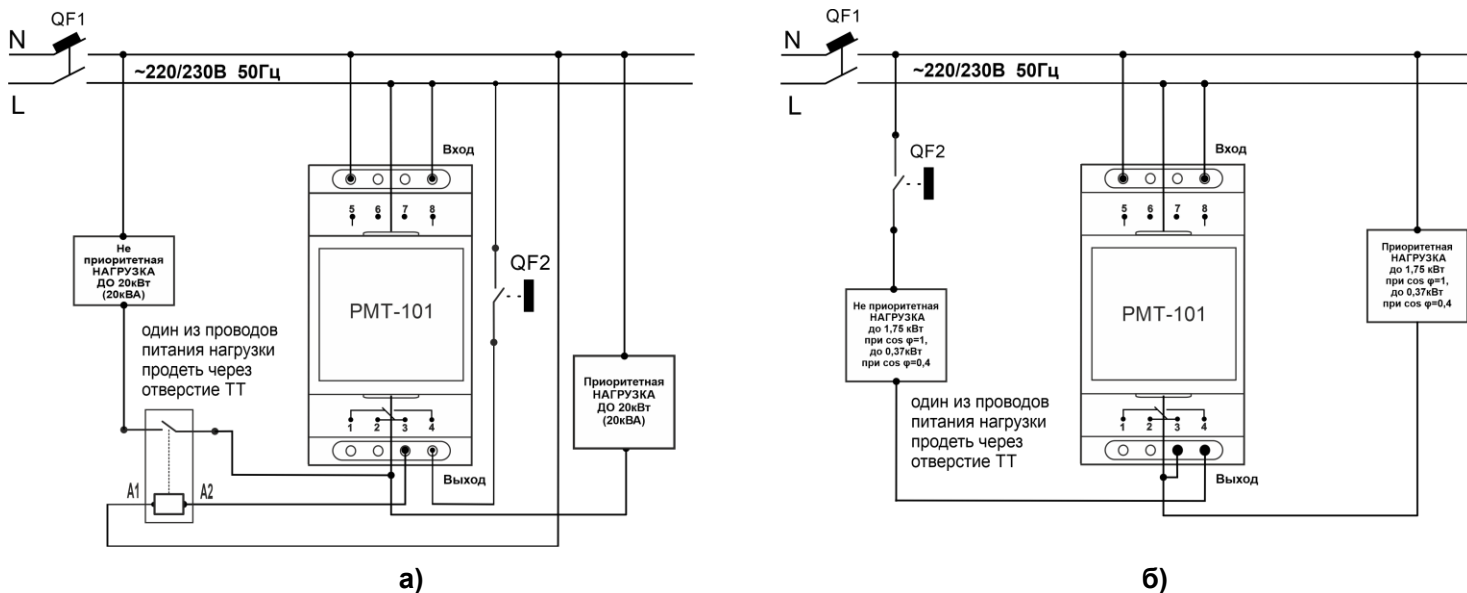 QF1
N
~220/230В 50Гц
L
Вход
5 6 7 8
Не
приоритетная
НАГРУЗКА
ДО 20кВт
(20кВА)
QF2
РМТ-101
один из проводов
питания нагрузки
продеть через
отверстие ТТ
Приоритетная
НАГРУЗКА
ДО 20кВт
(20кВА)
1 2 3 4
Выход
A1
A2
а)
QF1
N
~220/230В 50Гц
L
Вход
QF2
5 6 7 8
Приоритетная
НАГРУЗКА
до 1,75 кВт
при cos φ=1,
до 0,37кВт
при cos φ=0,4
Не приоритетная
НАГРУЗКА
до 1,75 кВт
при cos φ=1,
до 0,37кВт
при cos φ=0,4
РМТ-101
один из проводов
питания нагрузки
продеть через
отверстие ТТ
1 2 3 4
Выход
б)